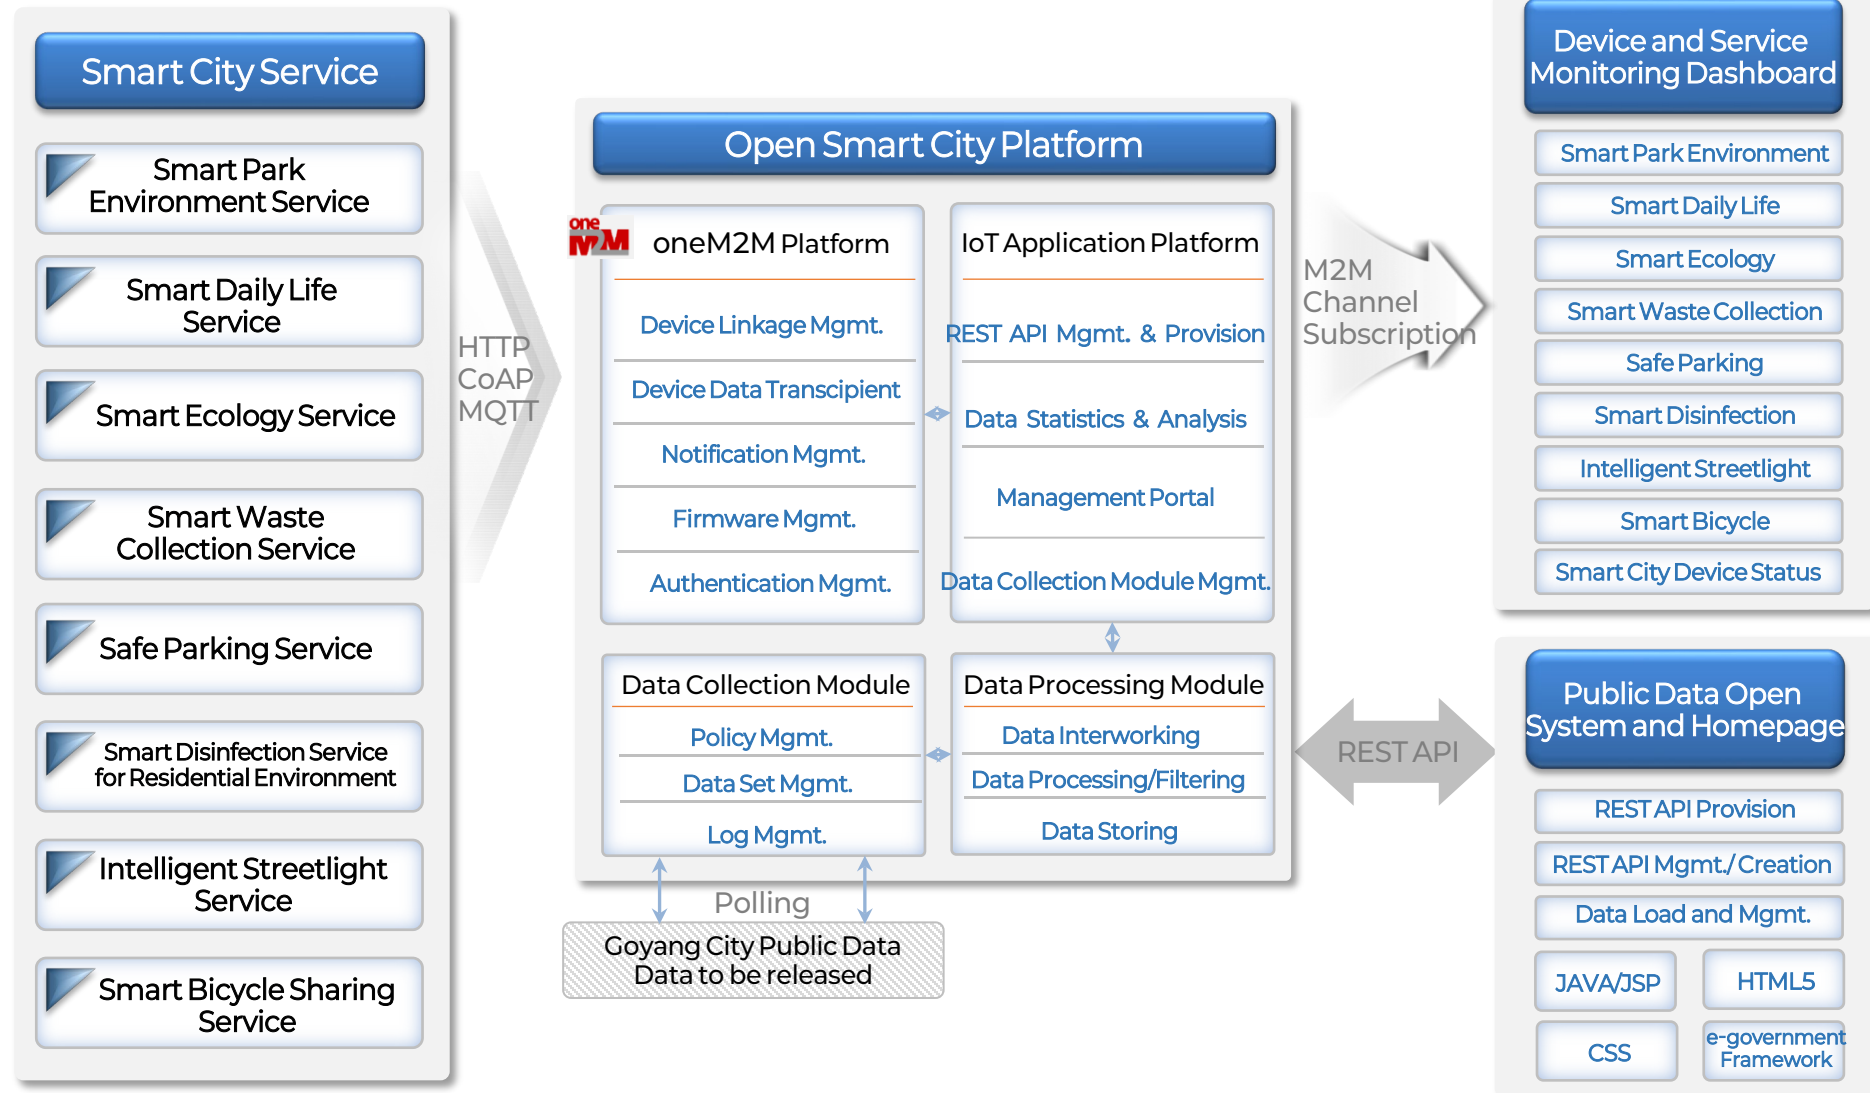 Smart City Service
Smart Park
Environment Service
Smart Daily Life
Service
Smart Ecology Service
Smart Waste
Collection Service
Safe Parking Service
Smart Disinfection Service
for Residential Environment
Intelligent Streetlight
Service
Smart Bicycle Sharing
Service
HTTP
CoAP
MQTT
Open Smart City Platform
one
M2M
oneM2M Platform
Device Linkage Mgmt.
Device Data Transcipient
Notification Mgmt.
Firmware Mgmt.
Authentication Mgmt.
IoT Application Platform
REST API Mgmt. & Provision
Data Statistics & Analysis
Management Portal
Data Collection Module Mgmt.
Data Collection Module
Policy Mgmt.
Data Set Mgmt.
Log Mgmt.
Data Processing Module
Data Interworking
Data Processing/Filtering
Data Storing
Polling
Goyang City Public Data
Data to be released
M2M
Channel
Subscription
REST API
Device and Service
Monitoring Dashboard
Smart Park Environment
Smart Daily Life
Smart Ecology
Smart Waste Collection
Safe Parking
Smart Disinfection
Intelligent Streetlight
Smart Bicycle
Smart City Device Status
Public Data Open
System and Homepage
REST API Provision
REST API Mgmt./ Creation
Data Load and Mgmt.
JAVA/JSP
HTML5
CSS
e-government
Framework